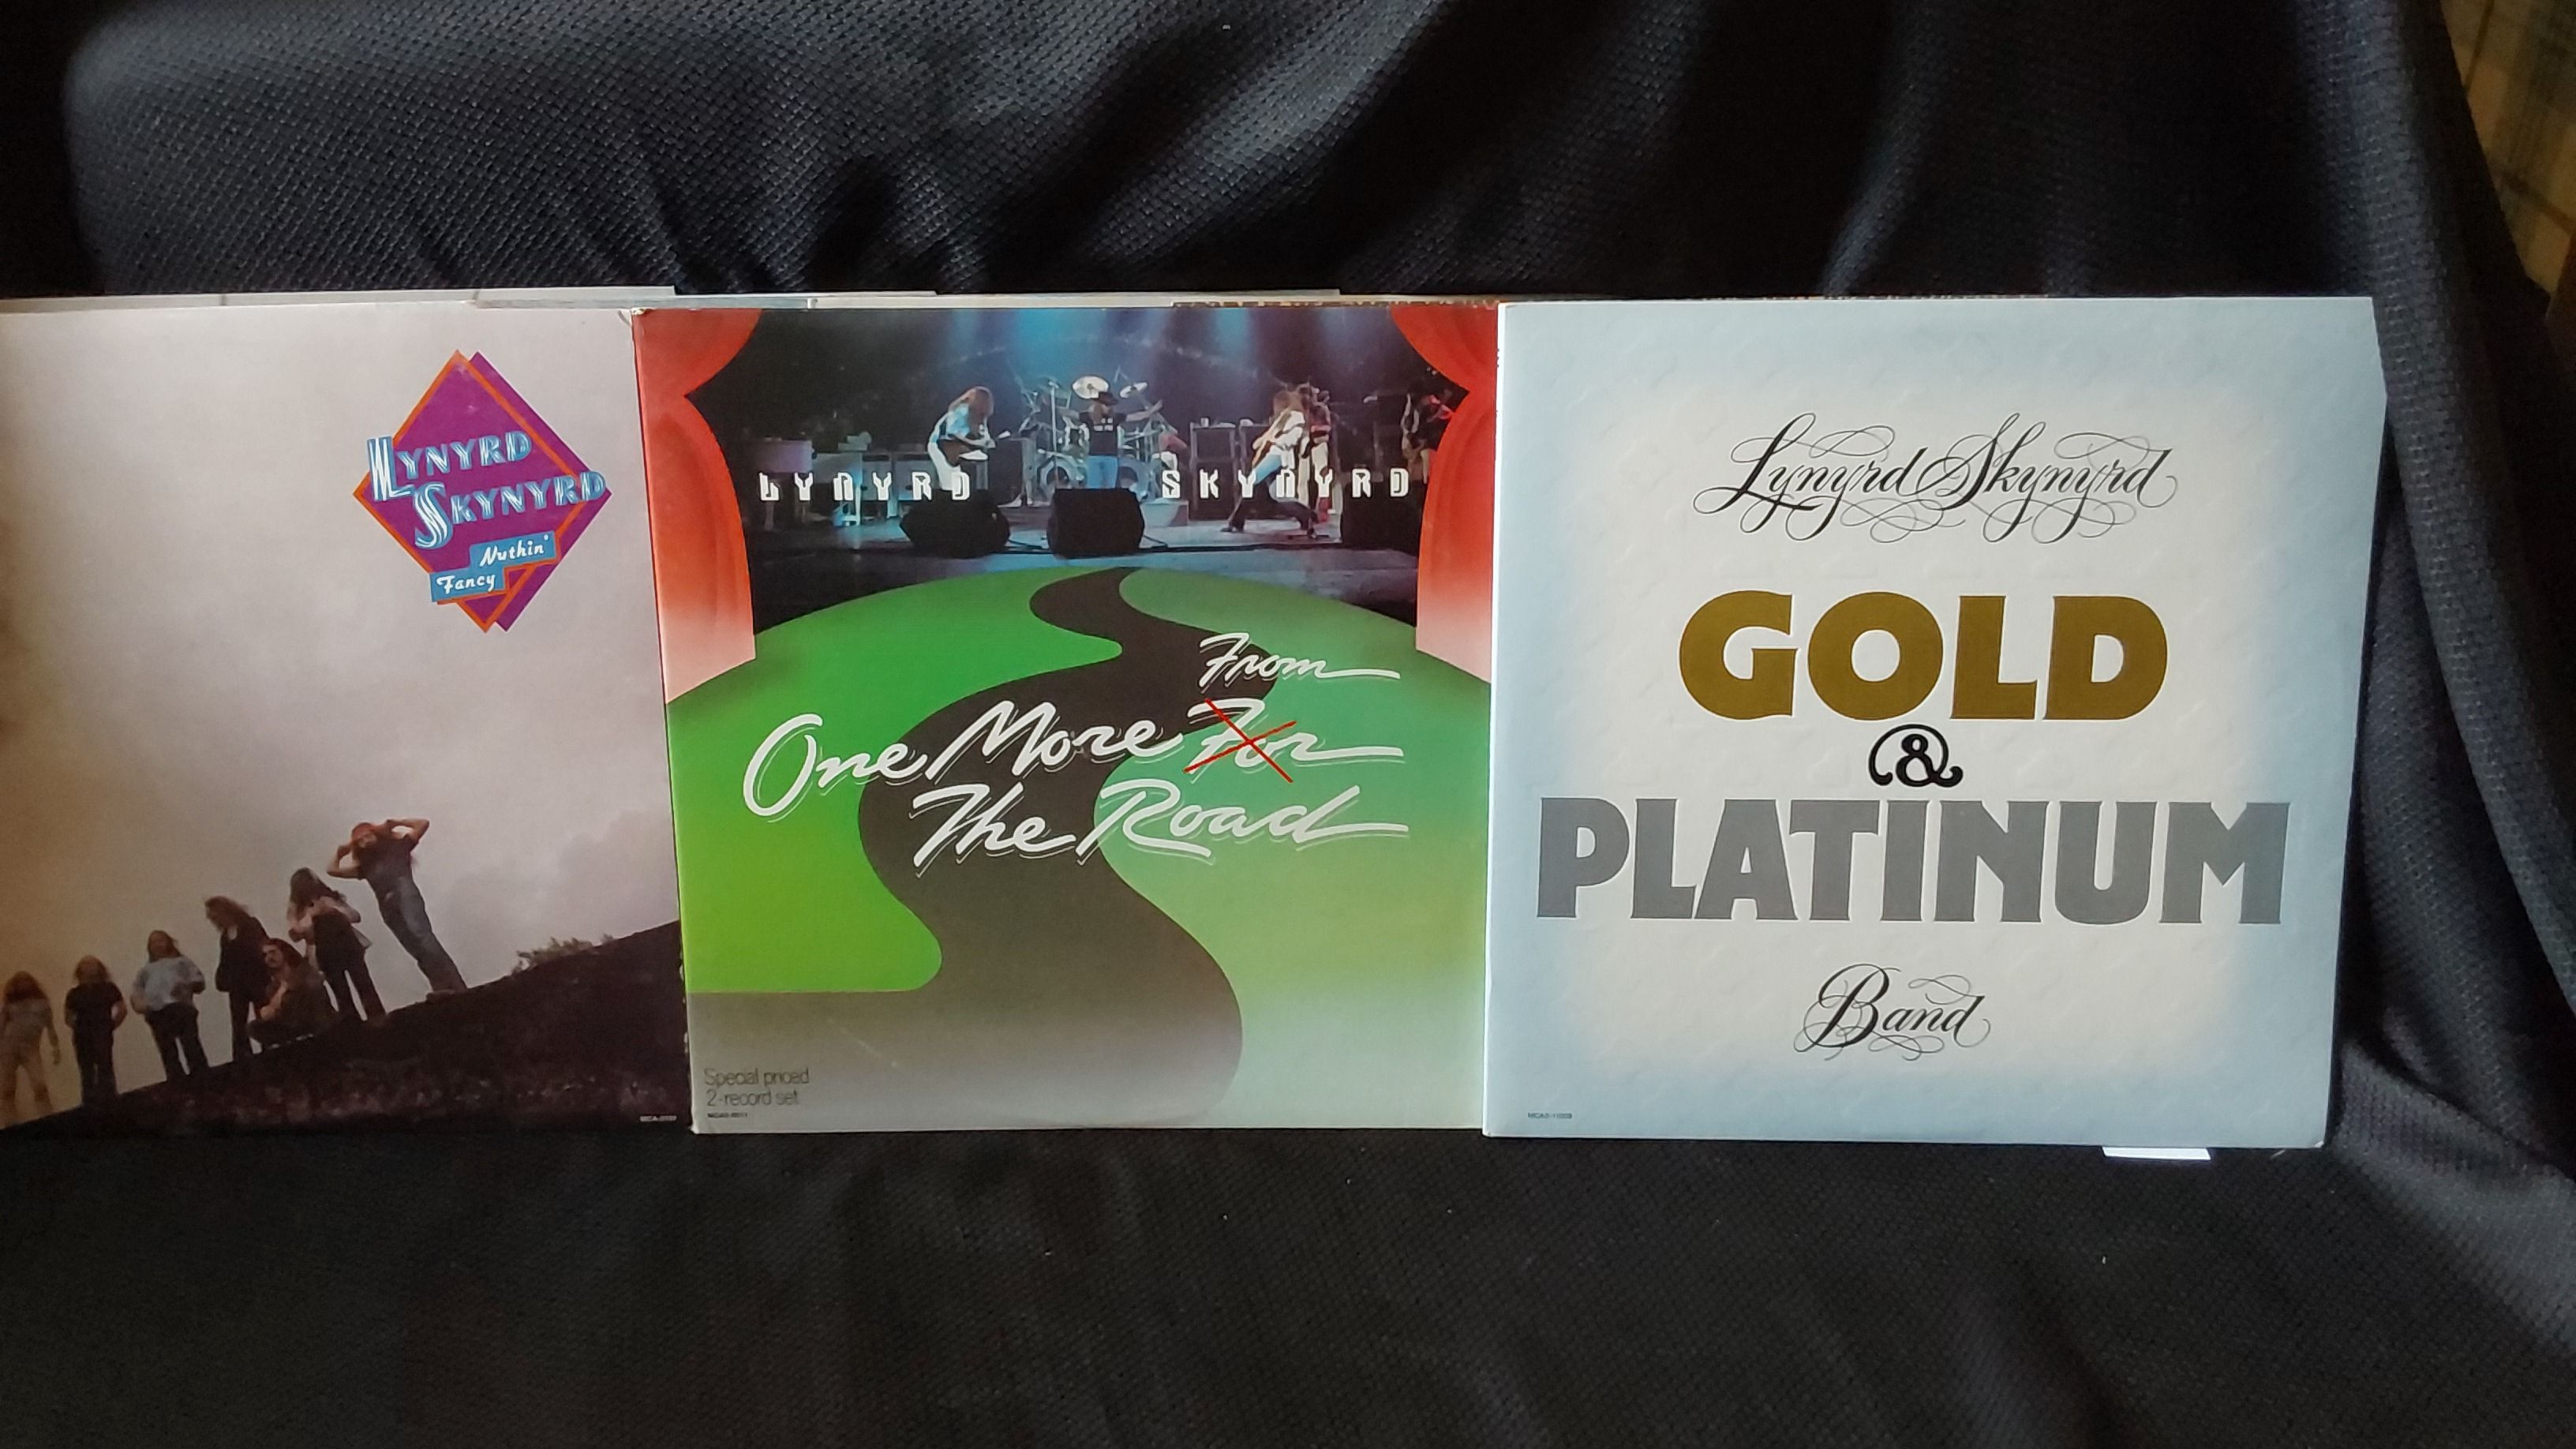 LYNYRD
SKYNYRD
Nuthin'
Fancy
LYNYRD SKYNYRD
From
One More For
The Road
Special priced
2-record set
Lynyrd Skynyrd
GOLD
&
PLATINUM
Band